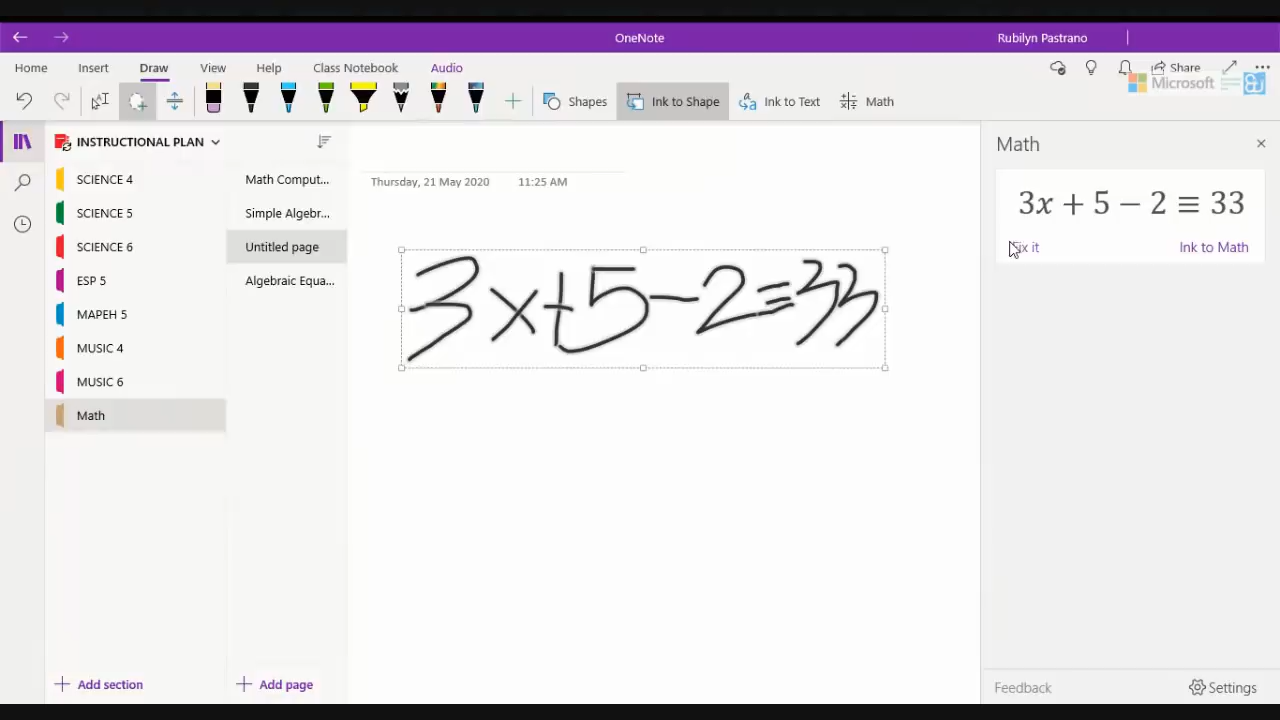 OneNote
Rubilyn Pastrano
Home Insert Draw View Help Class Notebook Audio
Share
Microsoft
Shapes Ink to Shape Ink to Text Math
INSTRUCTIONAL PLAN
SCIENCE 4
SCIENCE 5
SCIENCE 6
ESP 5
MAPEH 5
MUSIC 4
MUSIC 6
Math
Add section
Math Comput...
Simple Algebr...
Untitled page
Algebraic Equa...
Add page
Thursday, 21 May 2020 11:25 AM
3x+5-2≡33
Math
3x + 5 − 2 ≡ 33
Fix it Ink to Math
Feedback Settings